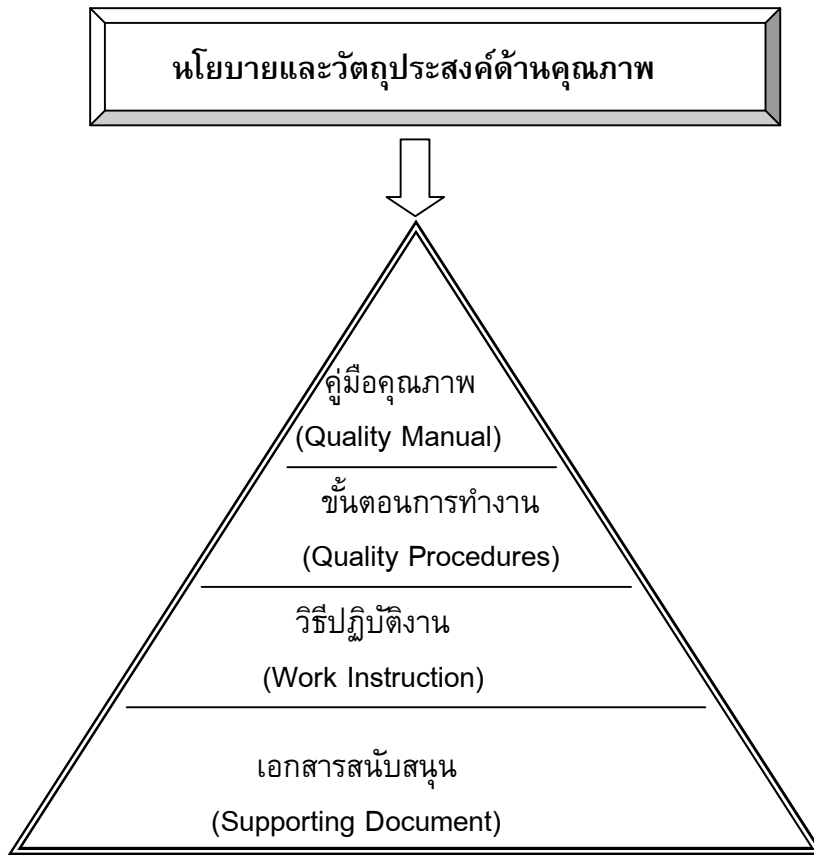 นโยบายและวัตถุประสงค์ด้านคุณภาพ
คู่มือคุณภาพ
(Quality Manual)
ขั้นตอนการทำงาน
(Quality Procedures)
วิธีปฏิบัติงาน
(Work Instruction)
เอกสารสนับสนุน
(Supporting Document)